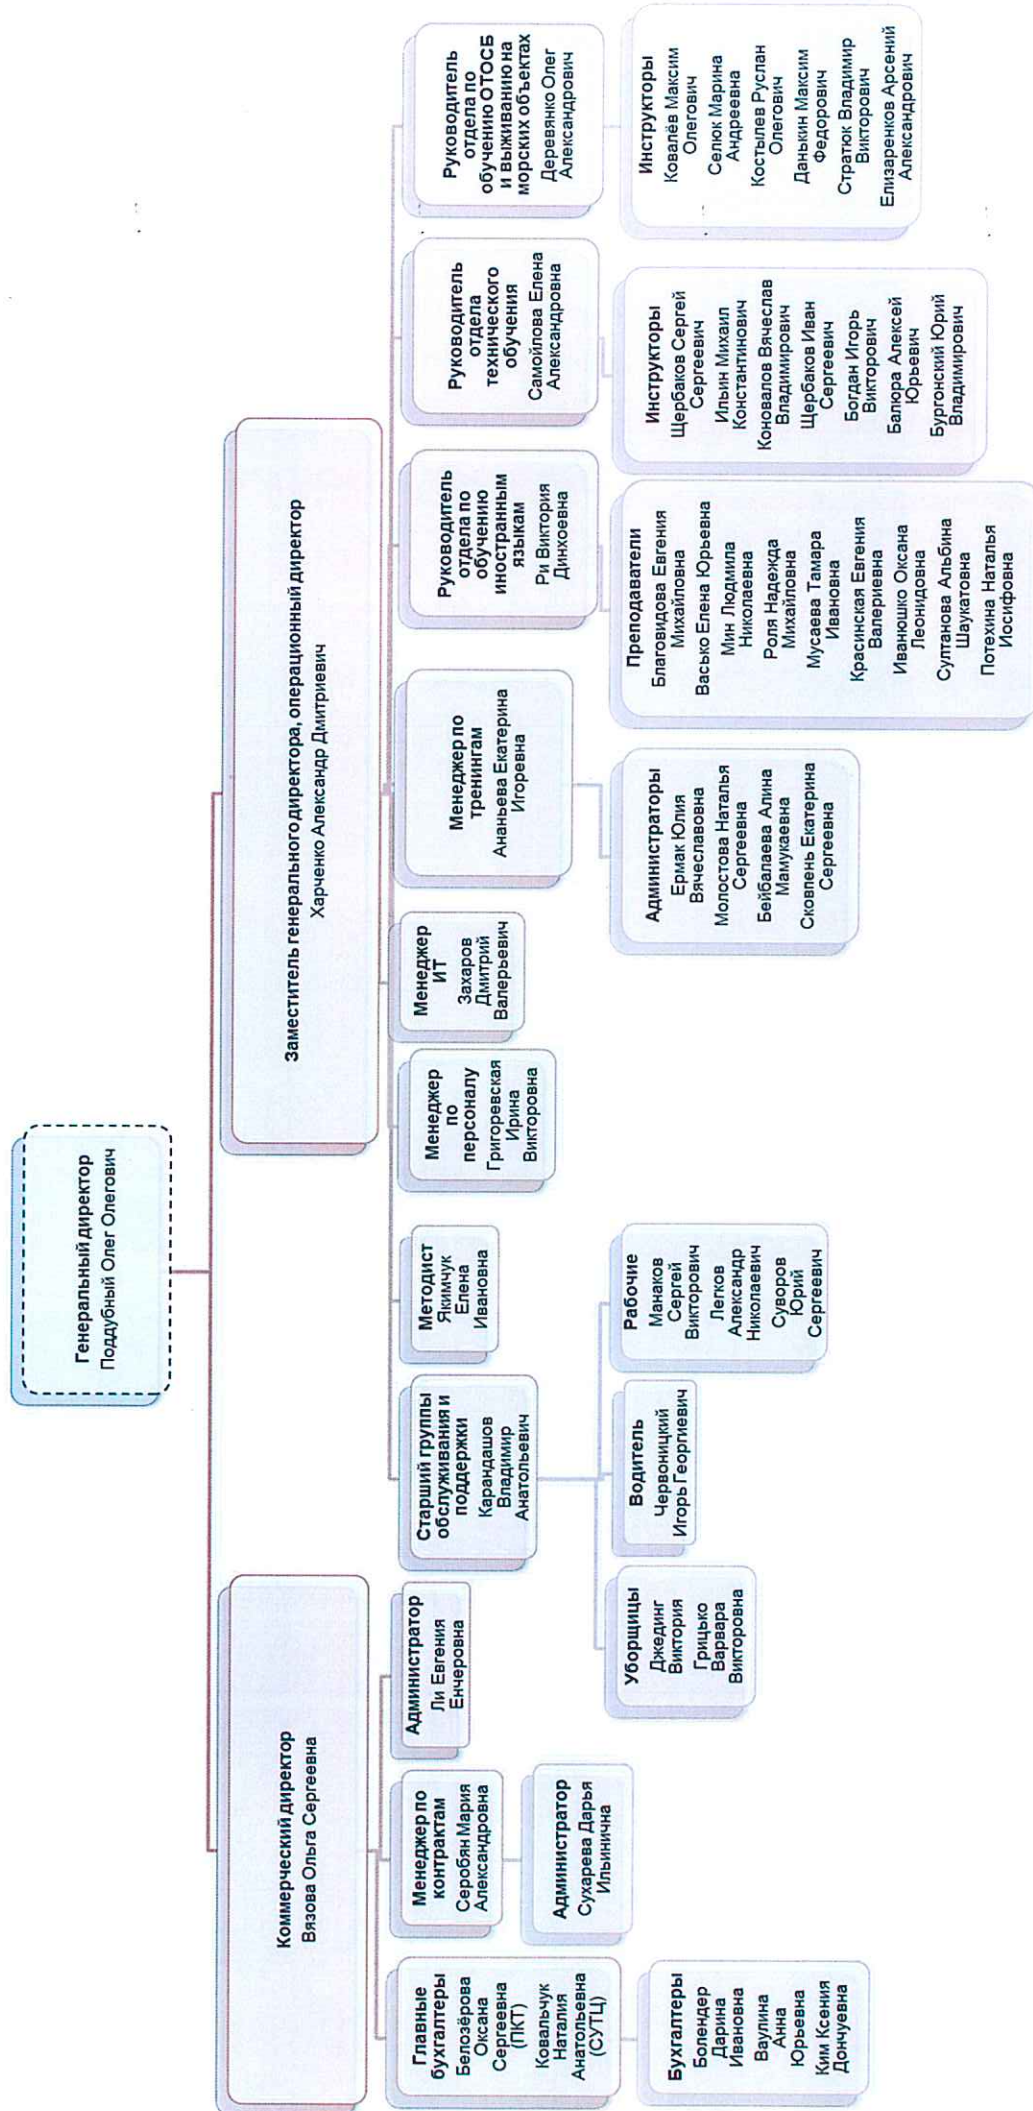 Генеральный директор
Поддубный Олег Олегович
Коммерческий директор
Вязова Ольга Сергеевна
Заместитель генерального директора, операционный директор
Харченко Александр Дмитриевич
Главные
бухгалтеры
Белозёрова
Оксана
Сергеевна
(ПКТ)
Ковальчук
Наталия
Анатольевна
(СУТЦ)
Бухгалтеры
Болендер
Дарина
Ивановна
Ваулина
Анна
Юрьевна
Ким Ксения
Дончуевна
Менеджер по
контрактам
Серобян Мария
Александровна
Администратор
Сухарева Дарья
Ильинична
Администратор
Ли Евгения
Енчеровна
Старший группы
обслуживания и
поддержки
Карандашов
Владимир
Анатольевич
Уборщицы
Джединг
Виктория
Грицько
Варвара
Викторовна
Водитель
Червоницкий
Игорь Георгиевич
Рабочие
Манаков
Сергей
Викторович
Легков
Александр
Николаевич
Суворов
Юрий
Сергеевич
Методист
Якимчук
Елена
Ивановна
Менеджер
по
персоналу
Григоревская
Ирина
Викторовна
Менеджер
ИТ
Захаров
Дмитрий
Валерьевич
Менеджер по
тренингам
Ананьева Екатерина
Игоревна
Администраторы
Ермак Юлия
Вячеславовна
Молостова Наталья
Сергеевна
Бейбалаева Алина
Мамукаевна
Сковпень Екатерина
Сергеевна
Руководитель
отдела по
обучению
иностранным
языкам
Ри Виктория
Динхоевна
Преподаватели
Благовидова Евгения
Михайловна
Васько Елена Юрьевна
Мин Людмила
Николаевна
Роля Надежда
Михайловна
Мусаева Тамара
Ивановна
Красинская Евгения
Валериевна
Иванюшко Оксана
Леонидовна
Султанова Альбина
Шаукатовна
Потехина Наталья
Иосифовна
Руководитель
отдела
технического
обучения
Самойлова Елена
Александровна
Инструкторы
Щербаков Сергей
Сергеевич
Ильин Михаил
Константинович
Коновалов Вячеслав
Владимирович
Щербаков Иван
Сергеевич
Богдан Игорь
Викторович
Балюра Алексей
Юрьевич
Бургонский Юрий
Владимирович
Руководитель
отдела по
обучению ОТОСБ
и выживанию на
морских объектах
Деревянко Олег
Александрович
Инструкторы
Ковалёв Максим
Олегович
Селюк Марина
Андреевна
Костылев Руслан
Олегович
Данькин Максим
Федорович
Стратюк Владимир
Викторович
Елизаренков Арсений
Александрович